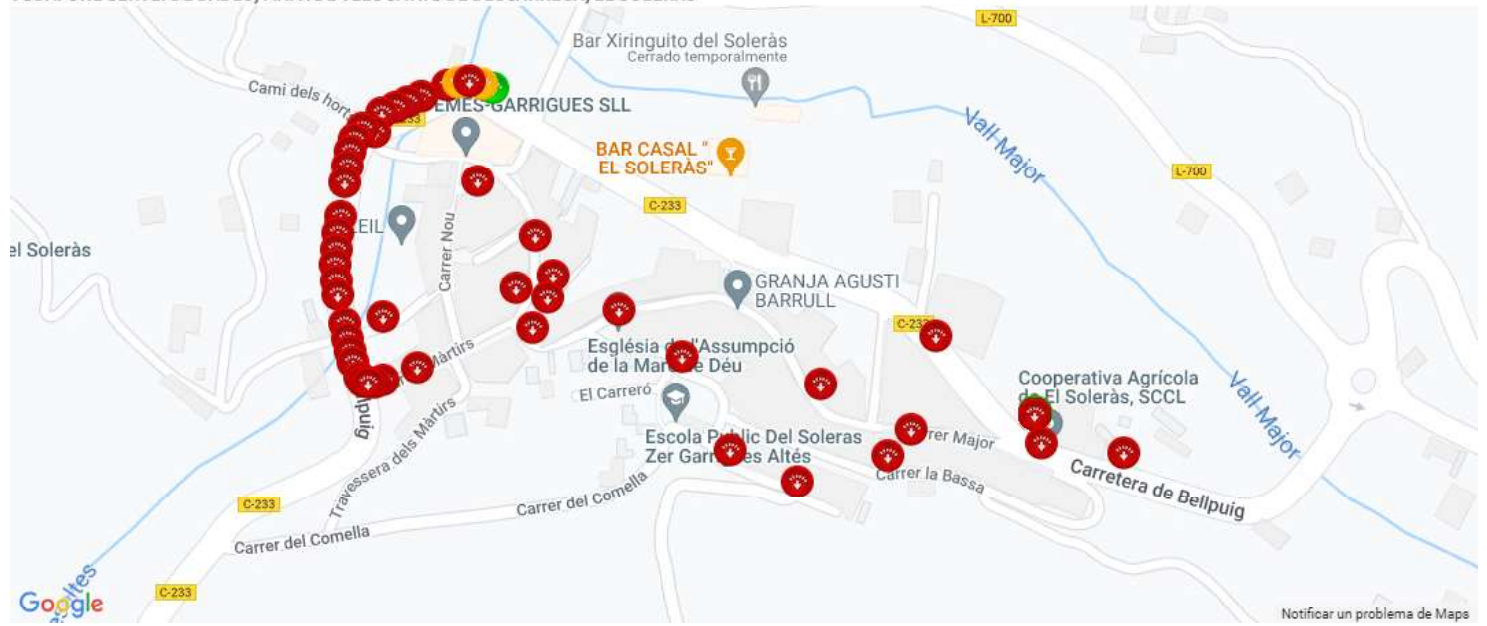 L-700
Bar Xiringuito del Soleràs
Cerrado temporalmente
Cami dels horts
EMES-GARRIGUES SLL
BAR CASAL "
EL SOLERÀS"
Vall Major
L-700
C-233
el Soleràs
Carrer Nou
GRANJA AGUSTI
BARRULL
C-233
Església de l'Assumpció
de la Mare de Déu
Màrtirs
El Carreró
Cooperativa Agrícola
de El Soleràs, SCCL
Vall Major
Escola Públic Del Soleras
Zer Garrigues Altés
Carrer Major
Carrer la Bassa
Carretera de Bellpuig
Travessera dels Màrtirs
C-233
Carrer del Comella
Carrer del Comella
C-233
Google
Notificar un problema de Maps